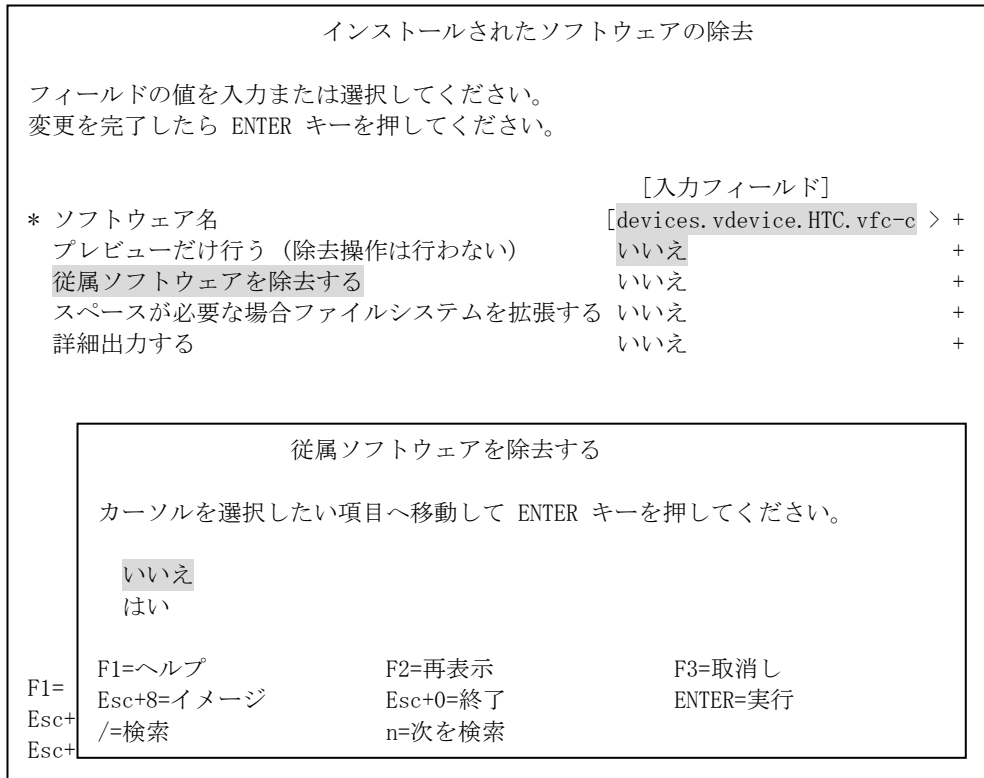 インストールされたソフトウェアの除去
フィールドの値を入力または選択してください。
変更を完了したら ENTER キーを押してください。
[入力フィールド]
* ソフトウェア名 [devices.vdevice.HTC.vfc-c > +
プレビューだけ行う (除去操作は行わない) いいえ +
従属ソフトウェアを除去する いいえ +
スペースが必要な場合ファイルシステムを拡張する いいえ +
詳細出力する いいえ +
従属ソフトウェアを除去する
カーソルを選択したい項目へ移動して ENTER キーを押してください。
いいえ
はい
F1=ヘルプ F2=再表示 F3=取消し
Esc+8=イメージ Esc+0=終了 ENTER=実行
/=検索 n=次を検索
F1=
Esc+
Esc+